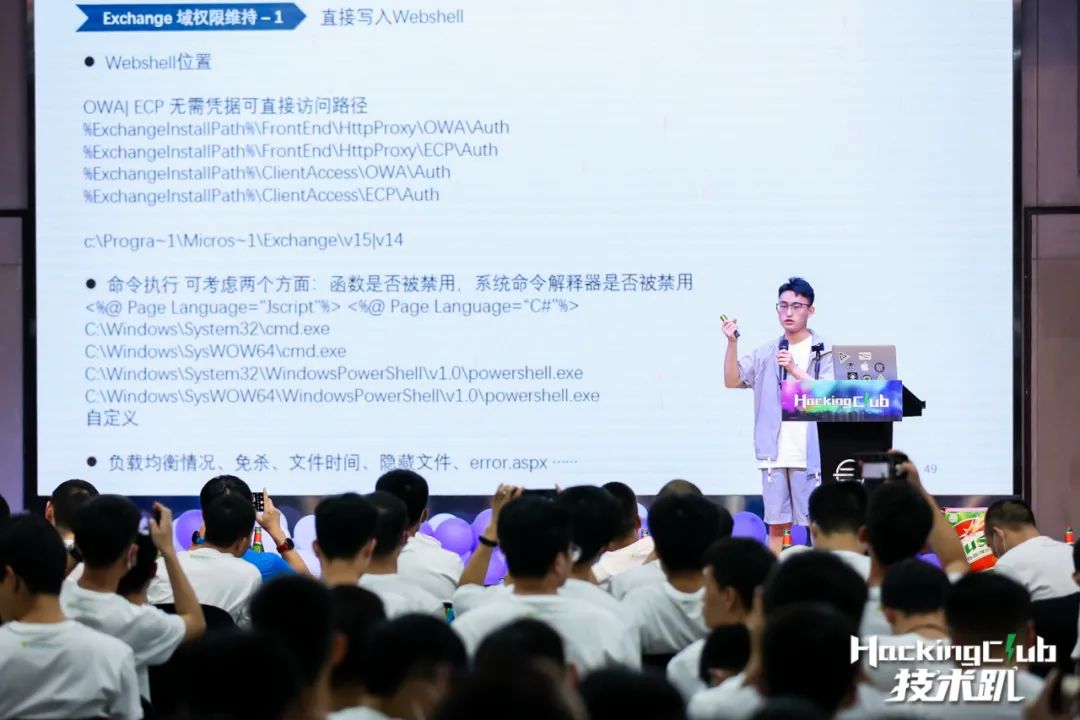 Exchange 域权限维持 – 1 直接写入Webshell
● Webshell位置
OWA| ECP 无需凭据可直接访问路径
%ExchangeInstallPath%\FrontEnd\HttpProxy\OWA\Auth
%ExchangeInstallPath%\FrontEnd\HttpProxy\ECP\Auth
%ExchangeInstallPath%\ClientAccess\OWA\Auth
%ExchangeInstallPath%\ClientAccess\ECP\Auth
c:\Progra~1\Micros~1\Exchange\v15|v14
● 命令执行 可考虑两个方面：函数是否被禁用，系统命令解释器是否被禁用
<%@ Page Language="Jscript"%> <%@ Page Language="C#"%>
C:\Windows\System32\cmd.exe
C:\Windows\SysWOW64\cmd.exe
C:\Windows\System32\WindowsPowerShell\v1.0\powershell.exe
C:\Windows\SysWOW64\WindowsPowerShell\v1.0\powershell.exe
自定义
● 负载均衡情况、免杀、文件时间、隐藏文件、error.aspx ……
49
HackingClub
HackingClub
技术趴